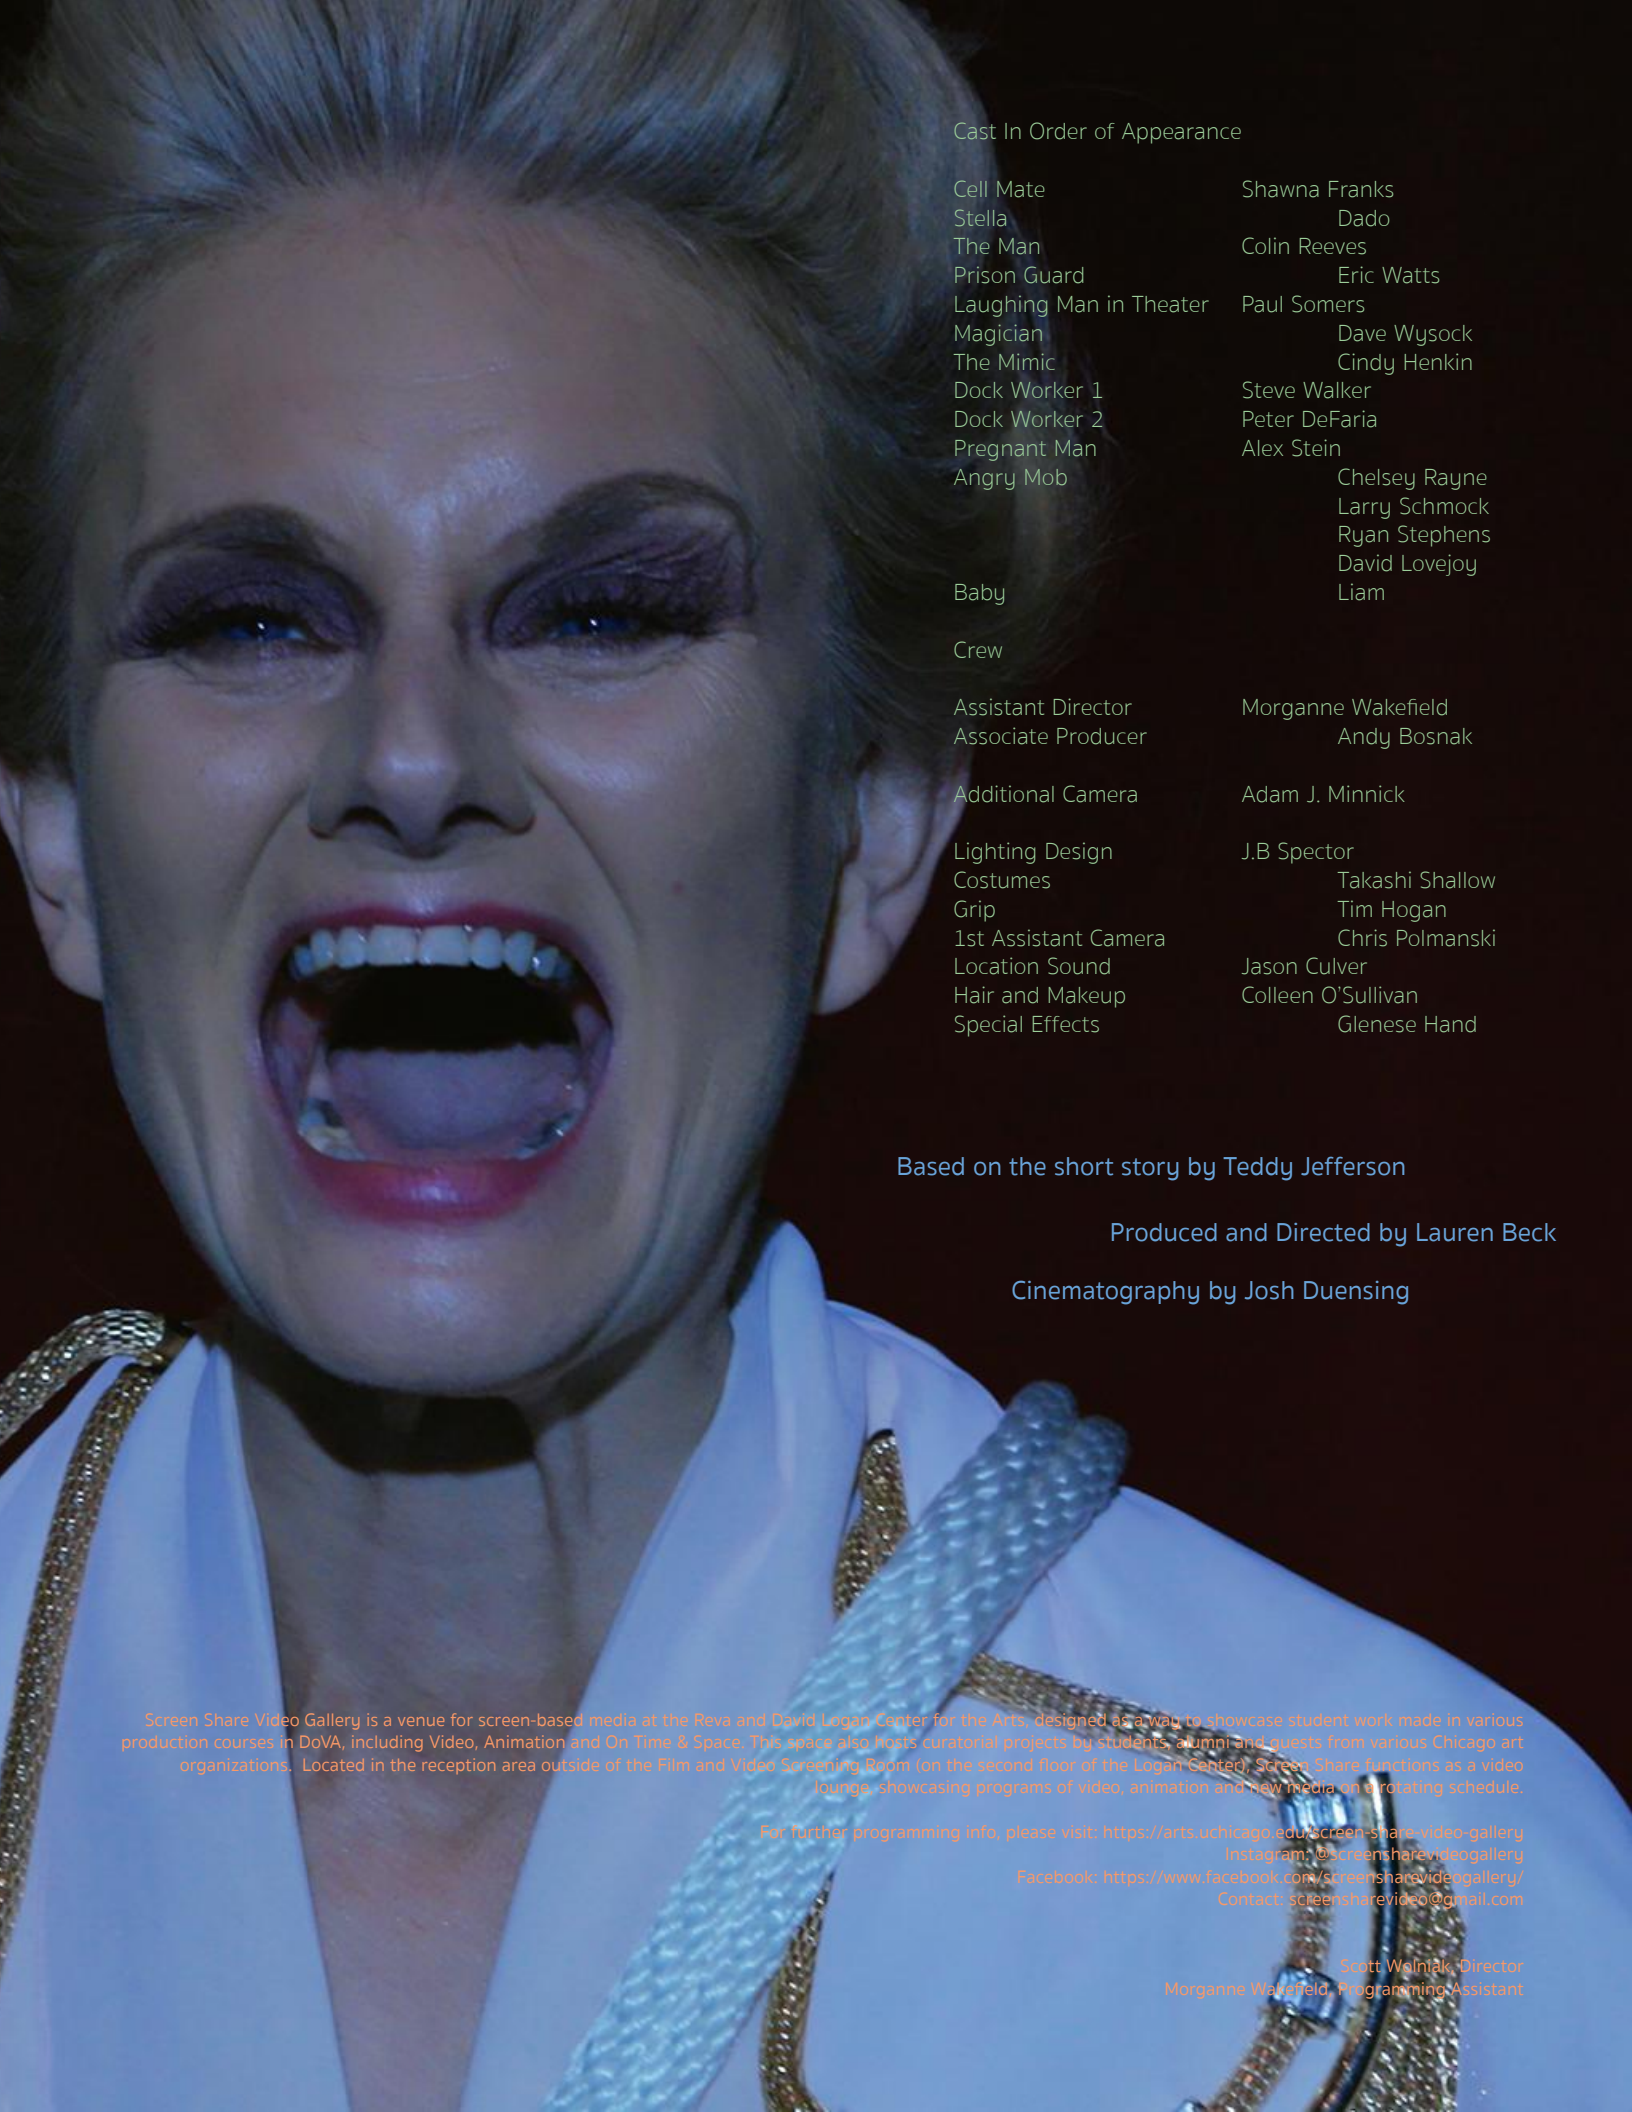 Cast In Order of Appearance
Cell Mate Shawna Franks
Stella Dado
The Man Colin Reeves
Prison Guard Eric Watts
Laughing Man in Theater Paul Somers
Magician Dave Wysock
The Mimic Cindy Henkin
Dock Worker 1 Steve Walker
Dock Worker 2 Peter DeFaria
Pregnant Man Alex Stein
Angry Mob Chelsey Rayne
Larry Schmock
Ryan Stephens
David Lovejoy
Baby Liam
Crew
Assistant Director Morganne Wakefield
Associate Producer Andy Bosnak
Additional Camera Adam J. Minnick
Lighting Design J.B Spector
Costumes Takashi Shallow
Grip Tim Hogan
1st Assistant Camera Chris Polmanski
Location Sound Jason Culver
Hair and Makeup Colleen O'Sullivan
Special Effects Glenese Hand
Based on the short story by Teddy Jefferson
Produced and Directed by Lauren Beck
Cinematography by Josh Duensing
Screen Share Video Gallery is a venue for screen-based media at the Reva and David Logan Center for the Arts, designed as a way to showcase student work made in various
production courses in DoVA, including Video, Animation and On Time & Space. This space also hosts curatorial projects by students, alumni and guests from various Chicago art
organizations. Located in the reception area outside of the Film and Video Screening Room (on the second floor of the Logan Center), Screen Share functions as a video
lounge, showcasing programs of video, animation and new media on a rotating schedule.
For further programming info, please visit: https://arts.uchicago.edu/screen-share-video-gallery
Instagram: @screensharevideogallery
Facebook: https://www.facebook.com/screensharevideogallery/
Contact: screensharevideo@gmail.com
Scott Wolniak, Director
Morganne Wakefield, Programming Assistant